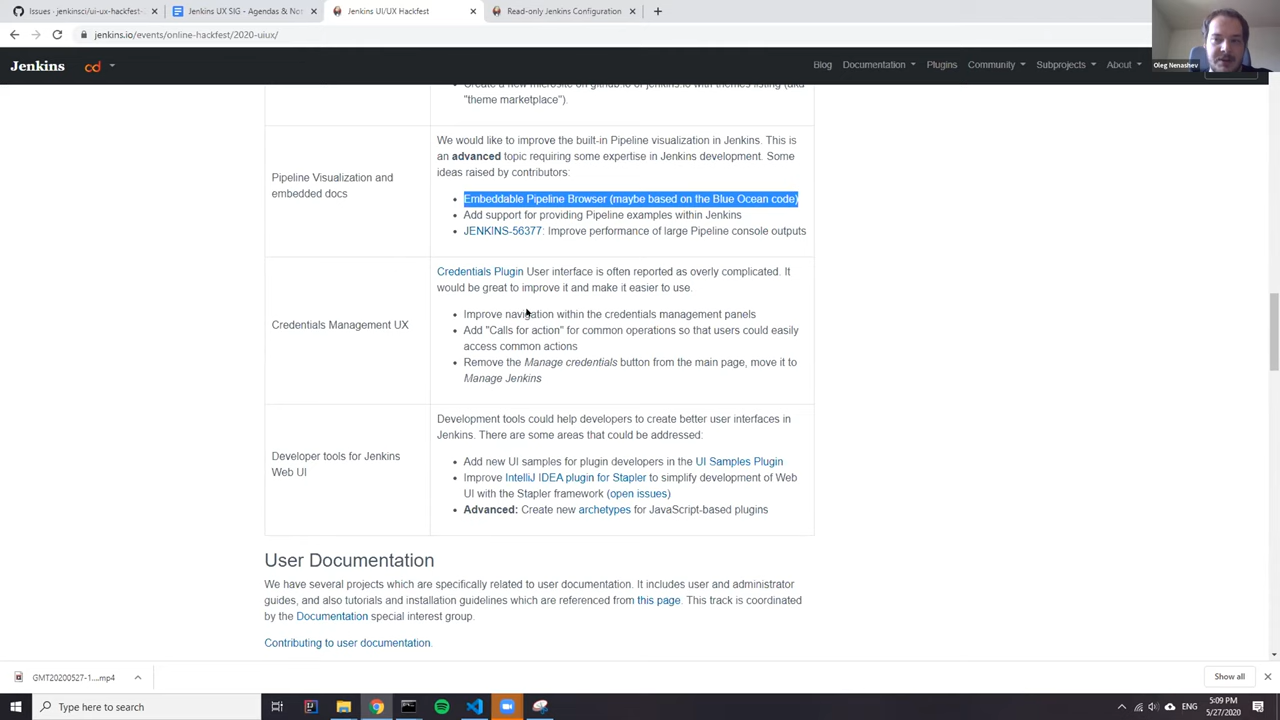 Issues · jenkinsci/ui-ux-hackfest-
Jenkins UX SIG - Agendas & No
Jenkins UI/UX Hackfest
Read-only Jenkins Configuration
jenkins.io/events/online-hackfest/2020-uiux/
Oleg Nenashev
Jenkins
cd
Blog
Documentation
Plugins
Community
Subprojects
About
Create a new microsite on github.io or jenkins.io with themes listing (aka
"theme marketplace").
Pipeline Visualization and
embedded docs
We would like to improve the built-in Pipeline visualization in Jenkins. This is
an advanced topic requiring some expertise in Jenkins development. Some
ideas raised by contributors:
Embeddable Pipeline Browser (maybe based on the Blue Ocean code)
Add support for providing Pipeline examples within Jenkins
JENKINS-56377: Improve performance of large Pipeline console outputs
Credentials Management UX
Credentials Plugin User interface is often reported as overly complicated. It
would be great to improve it and make it easier to use.
Improve navigation within the credentials management panels
Add "Calls for action" for common operations so that users could easily
access common actions
Remove the Manage credentials button from the main page, move it to
Manage Jenkins
Developer tools for Jenkins
Web UI
Development tools could help developers to create better user interfaces in
Jenkins. There are some areas that could be addressed:
Add new UI samples for plugin developers in the UI Samples Plugin
Improve IntelliJ IDEA plugin for Stapler to simplify development of Web
UI with the Stapler framework (open issues)
Advanced: Create new archetypes for JavaScript-based plugins
User Documentation
We have several projects which are specifically related to user documentation. It includes user and administrator
guides, and also tutorials and installation guidelines which are referenced from this page. This track is coordinated
by the Documentation special interest group.
Contributing to user documentation.
GMT20200527-1....mp4
Show all
Type here to search
ENG
5:09 PM
5/27/2020